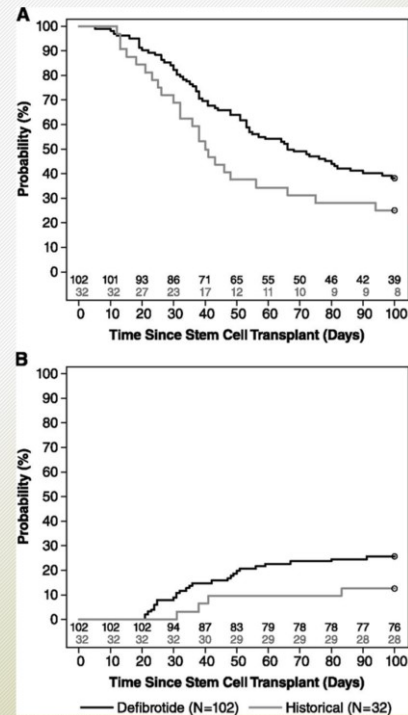 A
100
90
80
70
60
50
40
30
20
10
0
Probability (%)
102 101 93 86 71 65 55 50 46 42 39
32 32 27 23 17 12 11 10 9 9 8
0 10 20 30 40 50 60 70 80 90 100
Time Since Stem Cell Transplant (Days)
B
100
90
80
70
60
50
40
30
20
10
0
Probability (%)
102 102 102 94 87 83 79 78 78 77 76
32 32 32 32 30 29 29 29 29 28 28
0 10 20 30 40 50 60 70 80 90 100
Time Since Stem Cell Transplant (Days)
Defibrotide (N=102) Historical (N=32)